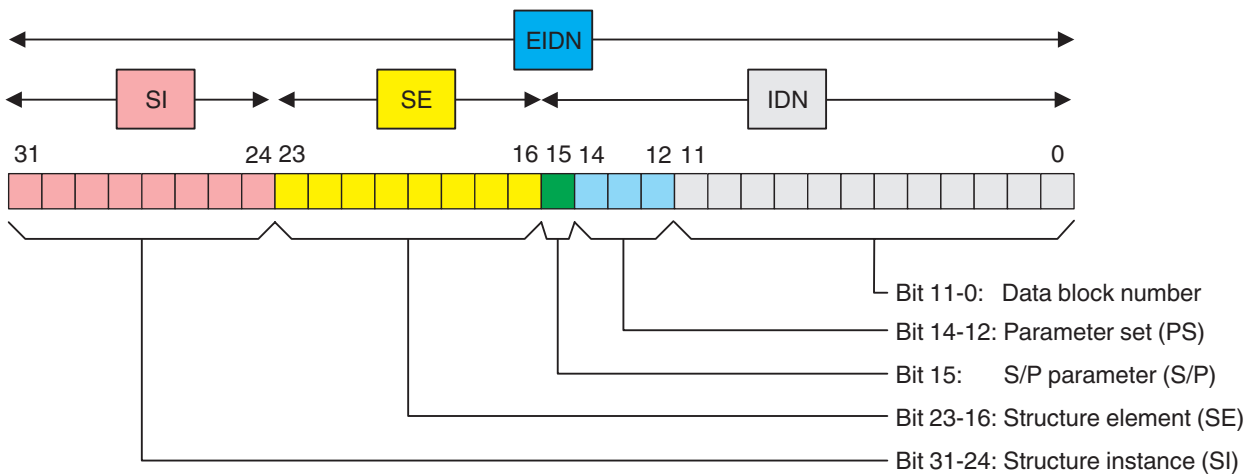 EIDN
SI SE IDN
31 24 23 16 15 14 12 11 0
Bit 11-0: Data block number
Bit 14-12: Parameter set (PS)
Bit 15: S/P parameter (S/P)
Bit 23-16: Structure element (SE)
Bit 31-24: Structure instance (SI)